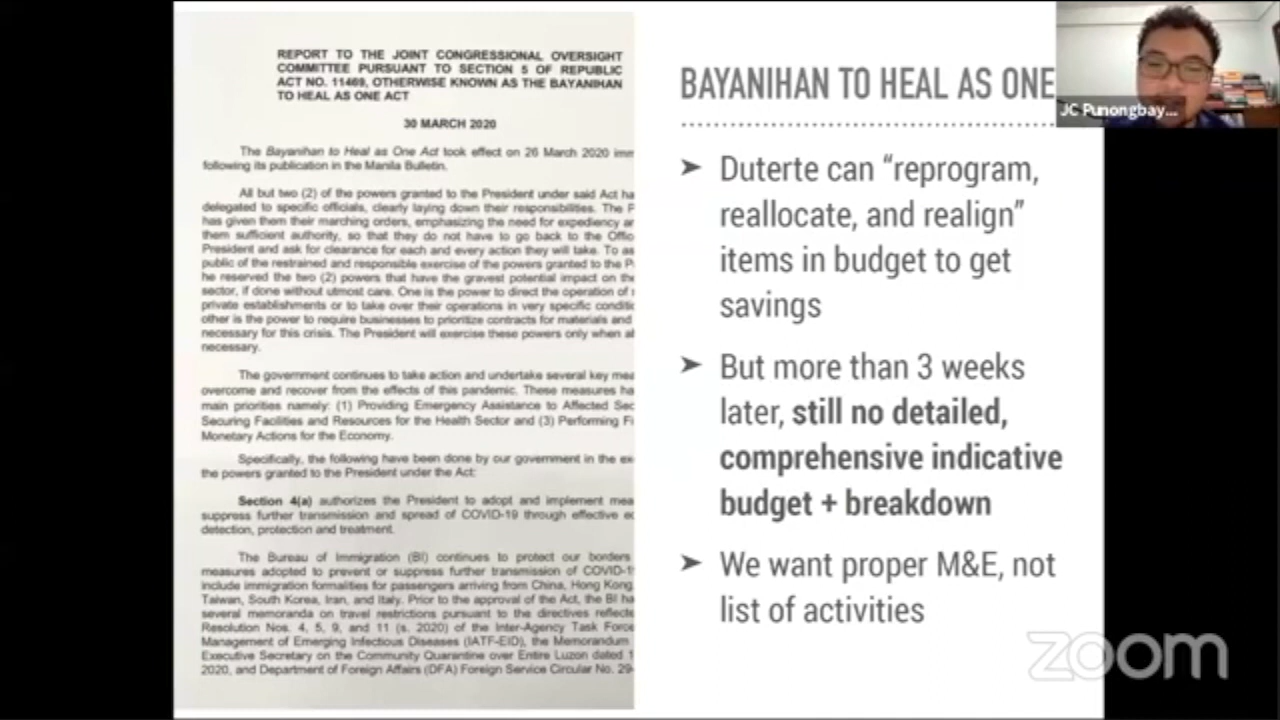 REPORT TO THE JOINT CONGRESSIONAL OVERSIGHT
COMMITTEE PURSUANT TO SECTION 5 OF REPUBLIC
ACT NO. 11469, OTHERWISE KNOWN AS THE BAYANIHAN
TO HEAL AS ONE ACT
30 MARCH 2020
The Bayanihan to Heal as One Act took effect on 26 March 2020 imm
following its publication in the Manila Bulletin.
All but two (2) of the powers granted to the President under said Act ha
delegated to specific officials, clearly laying down their responsibilities. The P
has given them their marching orders, emphasizing the need for expediency an
them sufficient authority, so that they do not have to go back to the Offic
President and ask for clearance for each and every action they will take. To as
public of the restrained and responsible exercise of the powers granted to the P
he reserved the two (2) powers that have the gravest potential impact on the
sector, if done without utmost care. One is the power to direct the operation of
private establishments or to take over their operations in very specific conditi
other is the power to require businesses to prioritize contracts for materials and
necessary for this crisis. The President will exercise these powers only when a
necessary.
The government continues to take action and undertake several key mea
overcome and recover from the effects of this pandemic. These measures ha
main priorities namely: (1) Providing Emergency Assistance to Affected Sec
Securing Facilities and Resources for the Health Sector and (3) Performing Fi
Monetary Actions for the Economy.
Specifically, the following have been done by our government in the ex
the powers granted to the President under the Act:
Section 4(a) authorizes the President to adopt and implement mea
suppress further transmission and spread of COVID-19 through effective e
detection, protection and treatment.
The Bureau of Immigration (BI) continues to protect our borders
measures adopted to prevent or suppress further transmission of COVID-1
include immigration formalities for passengers arriving from China, Hong Kong
Taiwan, South Korea, Iran, and Italy. Prior to the approval of the Act, the BI ha
several memoranda on travel restrictions pursuant to the directives reflecte
Resolution Nos. 4, 5, 9, and 11 (s. 2020) of the Inter-Agency Task Force
Management of Emerging Infectious Diseases (IATF-EID), the Memorandum
Executive Secretary on the Community Quarantine over Entire Luzon dated 1
2020, and Department of Foreign Affairs (DFA) Foreign Service Circular No. 29-
BAYANIHAN TO HEAL AS ONE
JC Punongbay...
➤ Duterte can “reprogram,
reallocate, and realign”
items in budget to get
savings
➤ But more than 3 weeks
later, still no detailed,
comprehensive indicative
budget + breakdown
➤ We want proper M&E, not
list of activities
zoom